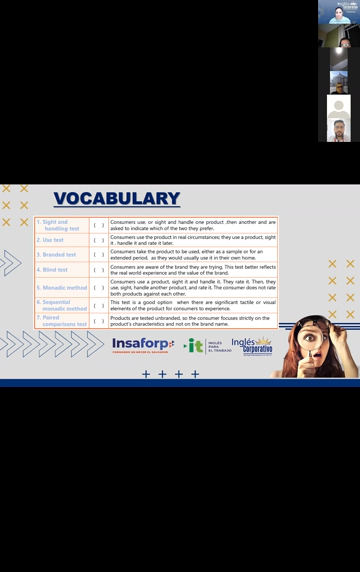 VOCABULARY
1. Sight and
handling test
( )
Consumers use, or sight and handle one product ,then another and are
asked to indicate which of the two they prefer.
2. Use test
( )
Consumers use the product in real circumstances; they use a product, sight
it , handle it and rate it later.
3. Branded test
( )
Consumers take the product to be used, either as a sample or for an
extended period, as they would usually use it in their own home.
4. Blind test
( )
Consumers are aware of the brand they are trying. This test better reflects
the real world experience and the value of the brand.
5. Monadic method
( )
Consumers use a product, sight it and handle it. They rate it. Then, they
use, sight, handle another product, and rate it. The consumer does not rate
both products against each other.
6. Sequential
monadic method
( )
This test is a good option when there are significant tactile or visual
elements of the product for consumers to experience.
7. Paired
comparisons test
( )
Products are tested unbranded, so the consumer focuses strictly on the
product's characteristics and not on the brand name.
Insaforp
it
INGLÉS
PARA
EL TRABAJO
Inglés
corporativo